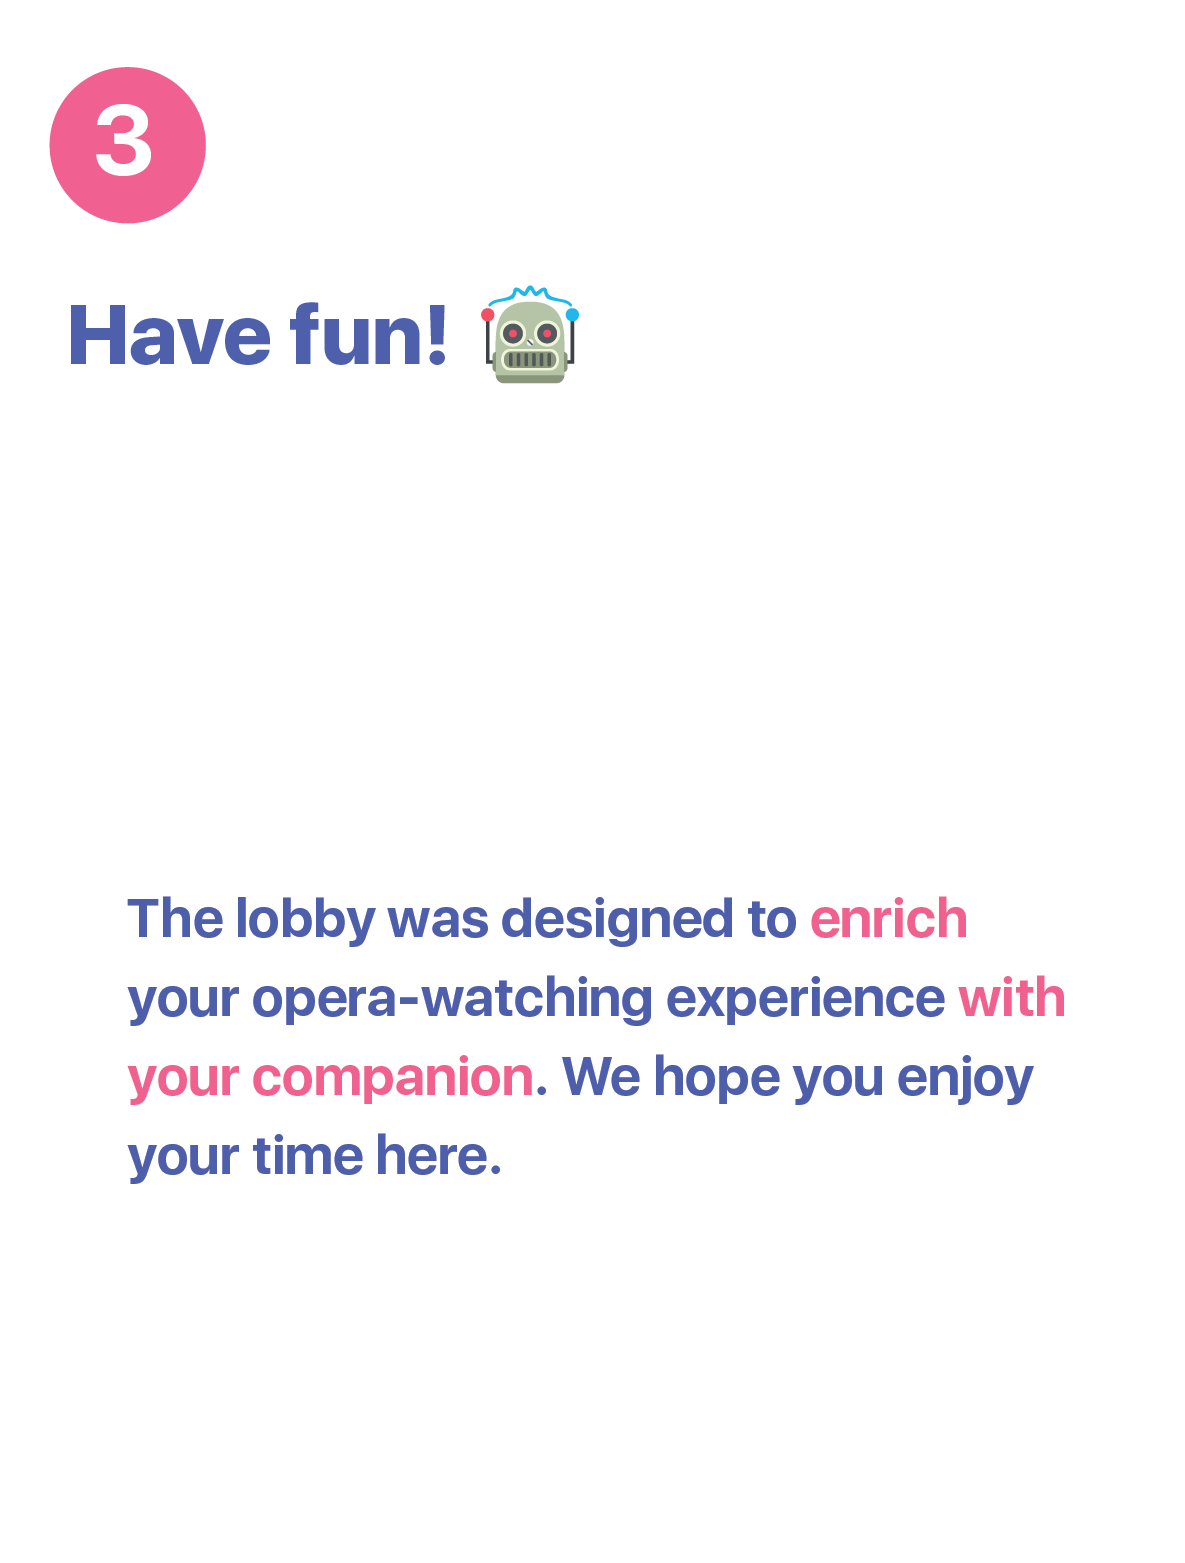 3
Have fun!
The lobby was designed to enrich
your opera-watching experience with
your companion. We hope you enjoy
your time here.